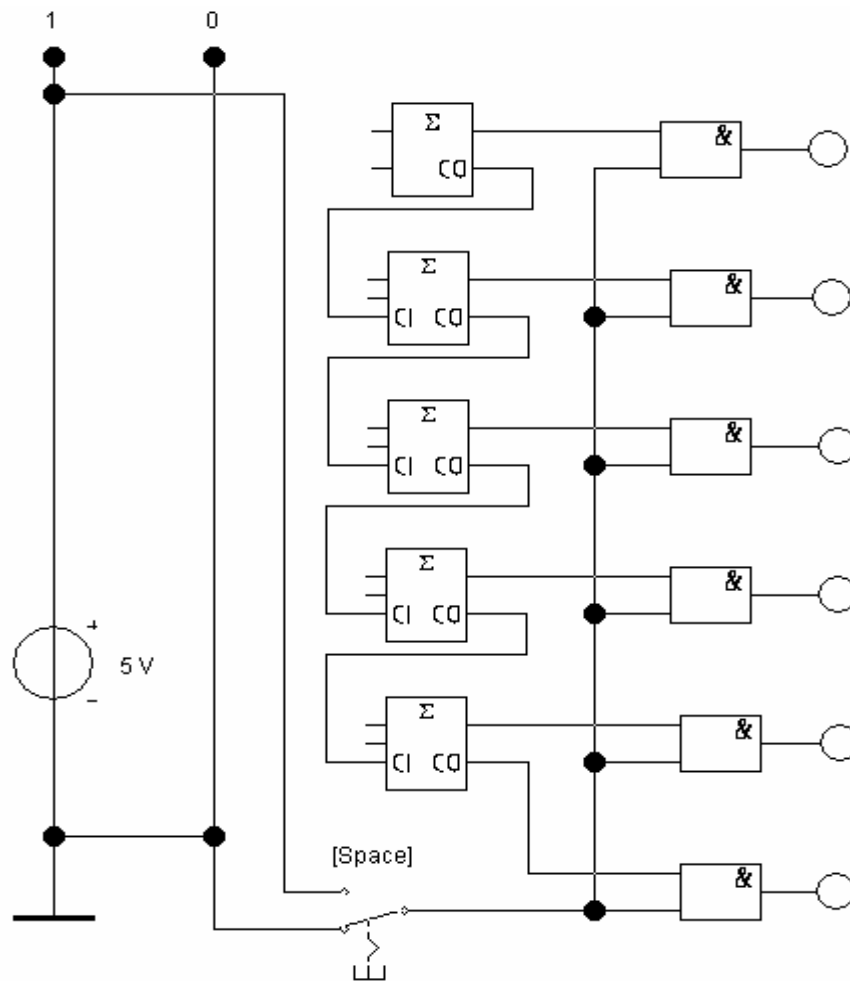 1 0
Σ &
CO
Σ &
CI CO
Σ &
CI CO
Σ &
CI CO
+
5 V
−
Σ &
CI CO
[Space]
&